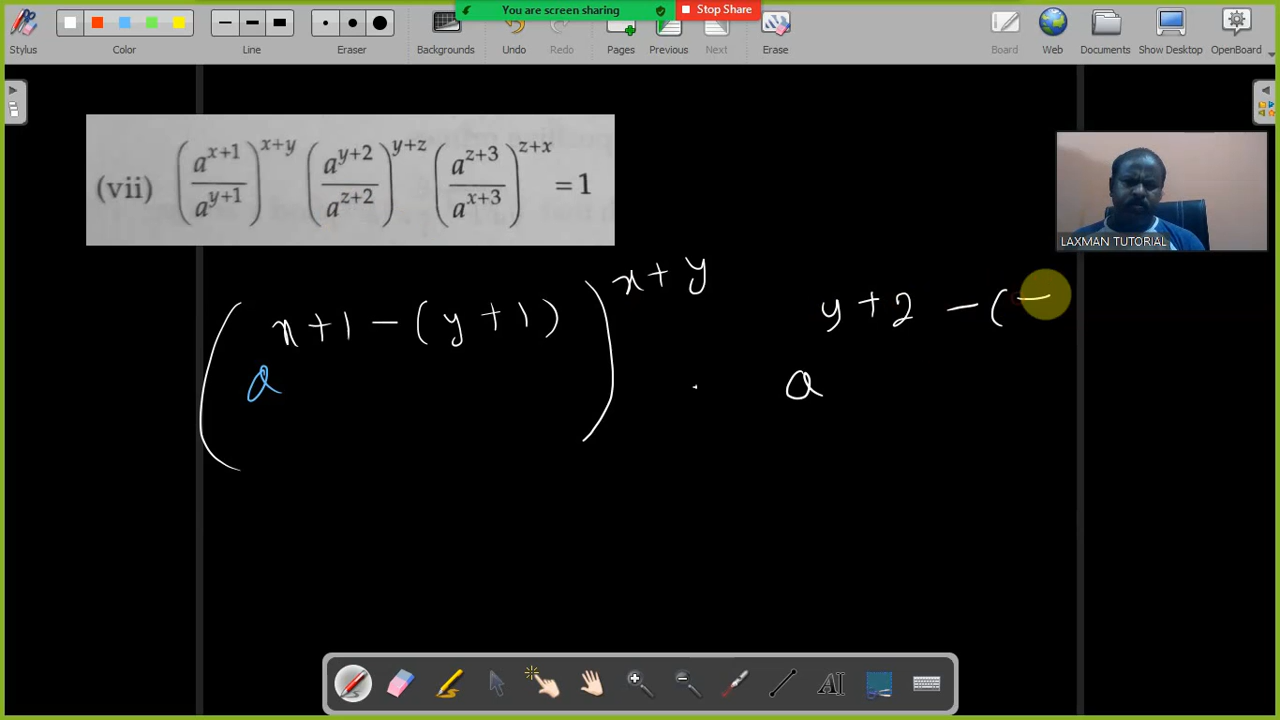 You are screen sharing Stop Share
Stylus Color Line Eraser Backgrounds Undo Redo Pages Previous Next Erase Board Web Documents Show Desktop OpenBoard
(vii) (a^{x+1}/a^{y+1})^{x+y} (a^{y+2}/a^{z+2})^{y+z} (a^{z+3}/a^{x+3})^{z+x} = 1
LAXMAN TUTORIAL
(a^{x+1-(y+1)})^{x+y} . a^{y+2-(